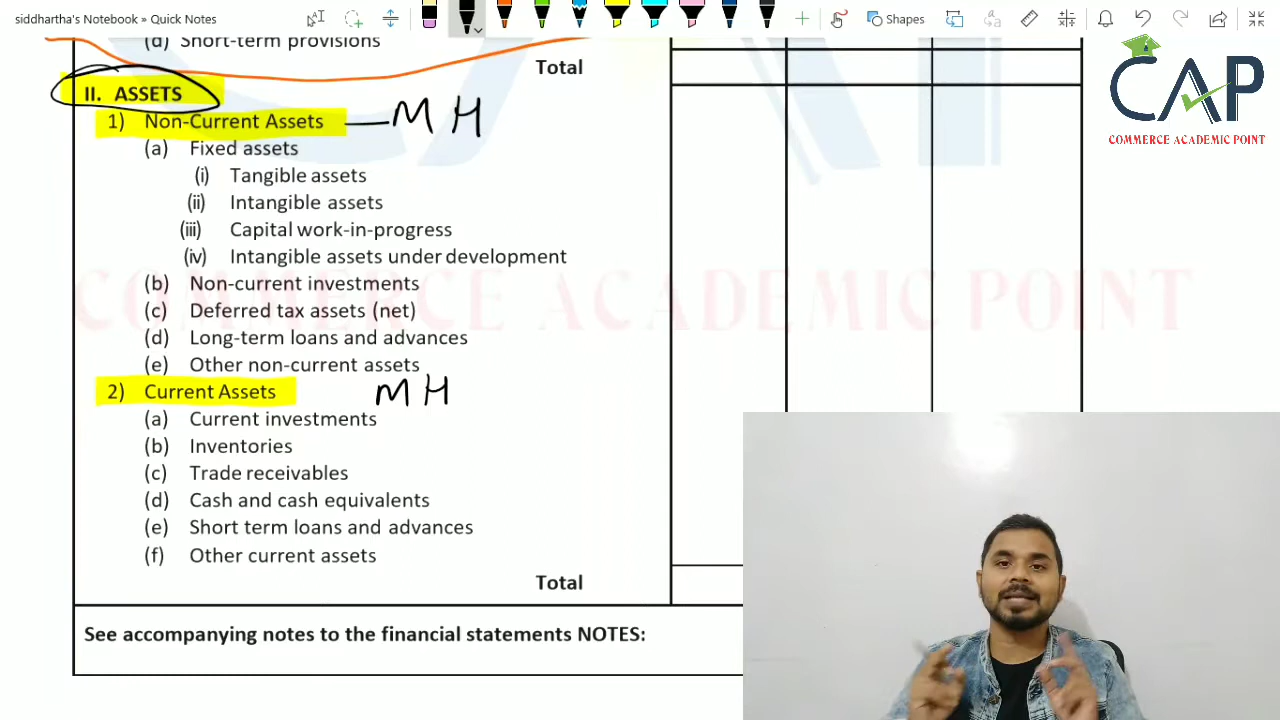 siddhartha's Notebook » Quick Notes
Shapes
(d) Short-term provisions
Total
II. ASSETS
1) Non-Current Assets — M H
(a) Fixed assets
(i) Tangible assets
(ii) Intangible assets
(iii) Capital work-in-progress
(iv) Intangible assets under development
(b) Non-current investments
(c) Deferred tax assets (net)
(d) Long-term loans and advances
(e) Other non-current assets
2) Current Assets M H
(a) Current investments
(b) Inventories
(c) Trade receivables
(d) Cash and cash equivalents
(e) Short term loans and advances
(f) Other current assets
Total
See accompanying notes to the financial statements NOTES:
CAP
COMMERCE ACADEMIC POINT
COMMERCE ACADEMIC POINT